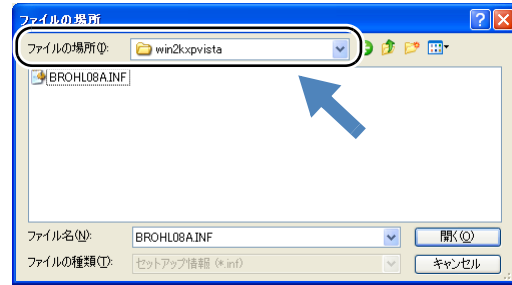 ファイルの場所
ファイルの場所(I): win2kxpvista
BROHL08A.INF
ファイル名(N): BROHL08A.INF 開く(O)
ファイルの種類(T): セットアップ情報 (*.inf) キャンセル